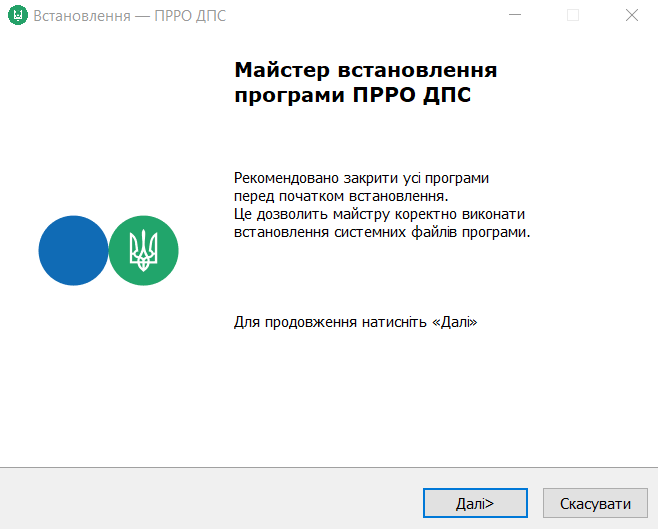 Встановлення — ПРРО ДПС
Майстер встановлення
програми ПРРО ДПС
Рекомендовано закрити усі програми
перед початком встановлення.
Це дозволить майстру коректно виконати
встановлення системних файлів програми.
Для продовження натисніть «Далі»
Далі>
Скасувати